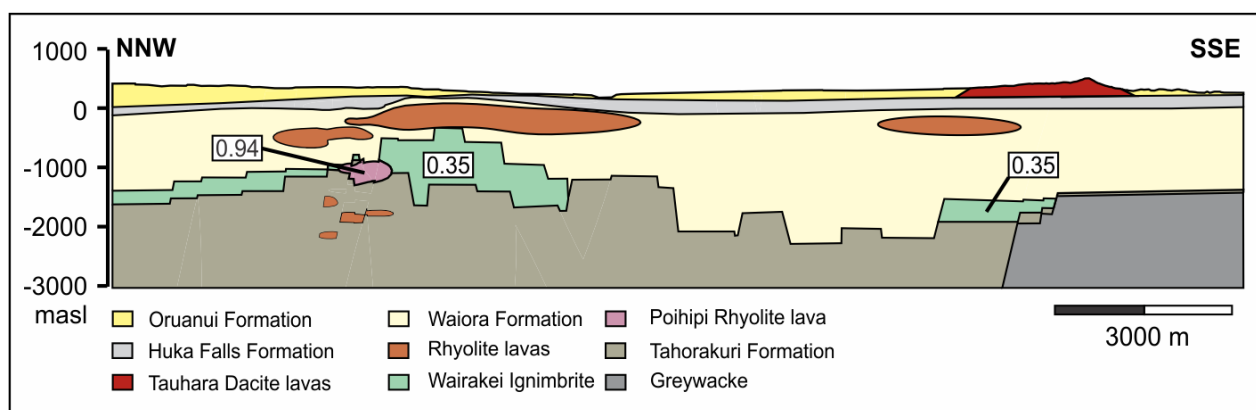 1000 NNW SSE
0
0.94
-1000 0.35 0.35
-2000
-3000
masl
Oruanui Formation Waiora Formation Poihipi Rhyolite lava
Huka Falls Formation Rhyolite lavas Tahorakuri Formation
Tauhara Dacite lavas Wairakei Ignimbrite Greywacke
3000 m